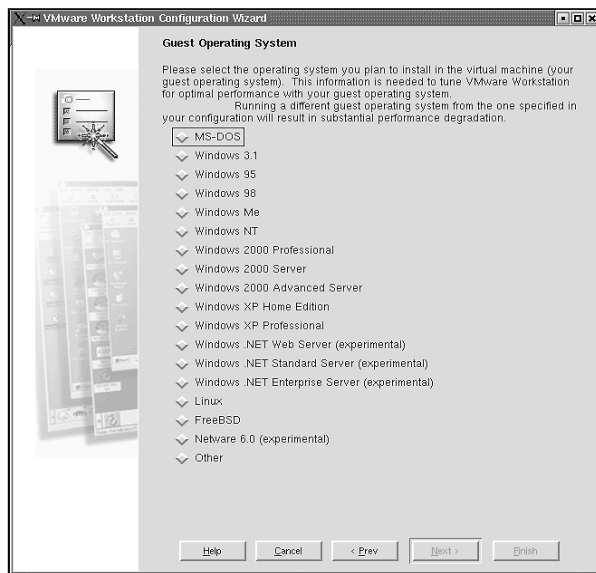 VMware Workstation Configuration Wizard
Guest Operating System
Please select the operating system you plan to install in the virtual machine (your
guest operating system). This information is needed to tune VMware Workstation
for optimal performance with your guest operating system.
Running a different guest operating system from the one specified in
your configuration will result in substantial performance degradation.
MS-DOS
Windows 3.1
Windows 95
Windows 98
Windows Me
Windows NT
Windows 2000 Professional
Windows 2000 Server
Windows 2000 Advanced Server
Windows XP Home Edition
Windows XP Professional
Windows .NET Web Server (experimental)
Windows .NET Standard Server (experimental)
Windows .NET Enterprise Server (experimental)
Linux
FreeBSD
Netware 6.0 (experimental)
Other
Help Cancel < Prev Next > Finish